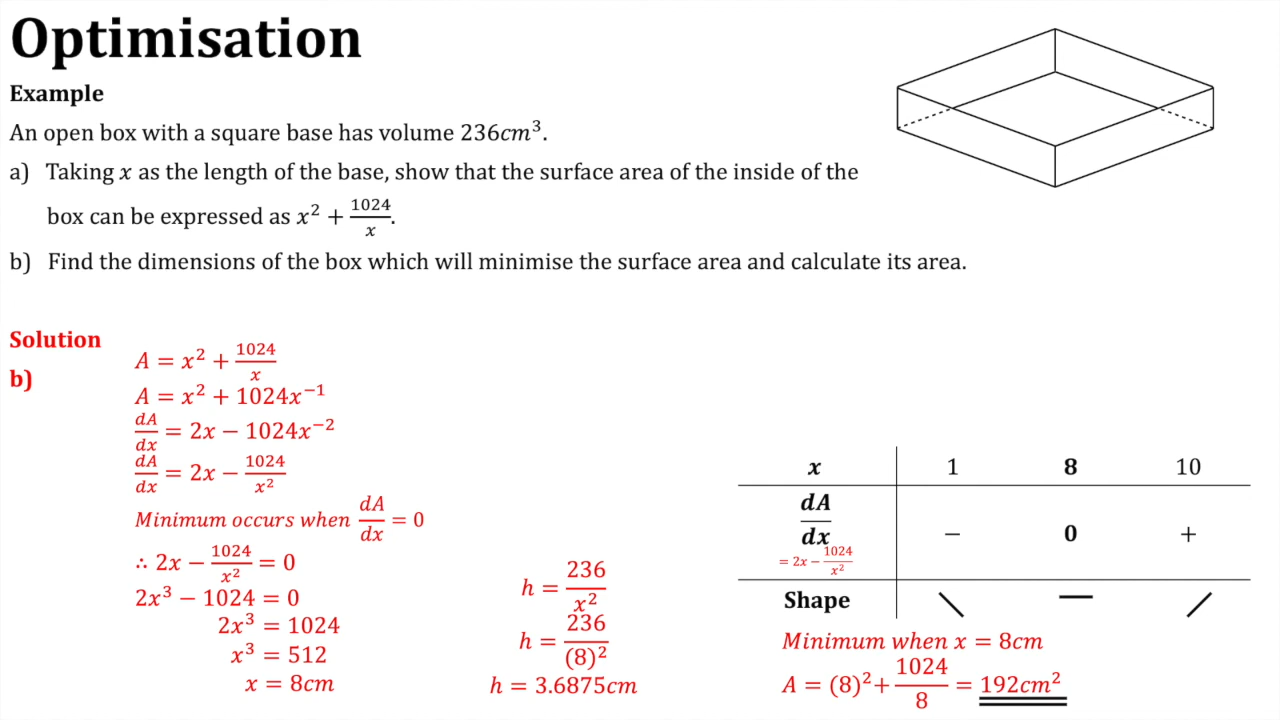 Optimisation
Example
An open box with a square base has volume 236cm³.
a) Taking x as the length of the base, show that the surface area of the inside of the
box can be expressed as x² + 1024/x.
b) Find the dimensions of the box which will minimise the surface area and calculate its area.
Solution
b)
A = x² + 1024/x
A = x² + 1024x⁻¹
dA/dx = 2x − 1024x⁻²
dA/dx = 2x − 1024/x²
Minimum occurs when dA/dx = 0
∴ 2x − 1024/x² = 0
2x³ − 1024 = 0
2x³ = 1024
x³ = 512
x = 8cm
h = 236/x²
h = 236/(8)²
h = 3.6875cm
x 1 8 10
dA/dx = 2x − 1024/x² − 0 +
Shape \ — /
Minimum when x = 8cm
A = (8)² + 1024/8 = 192cm²